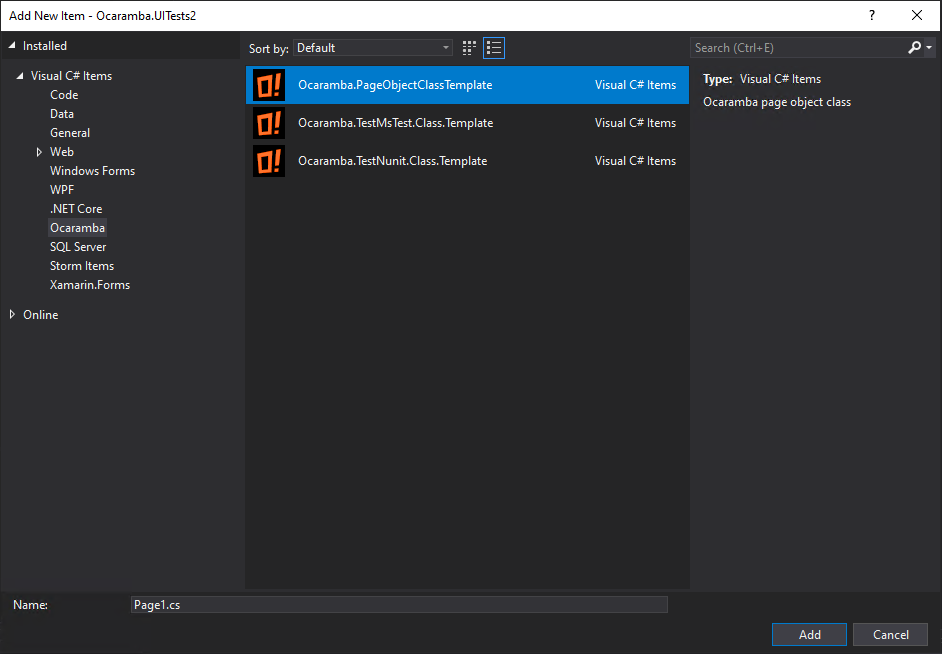 Add New Item - Ocaramba.UITests2
?
Installed
Sort by: Default
Search (Ctrl+E)
Visual C# Items
Code
Data
General
Web
Windows Forms
WPF
.NET Core
Ocaramba
SQL Server
Storm Items
Xamarin.Forms
Online
O! Ocaramba.PageObjectClassTemplate Visual C# Items
O! Ocaramba.TestMsTest.Class.Template Visual C# Items
O! Ocaramba.TestNunit.Class.Template Visual C# Items
Type: Visual C# Items
Ocaramba page object class
Name: Page1.cs
Add Cancel